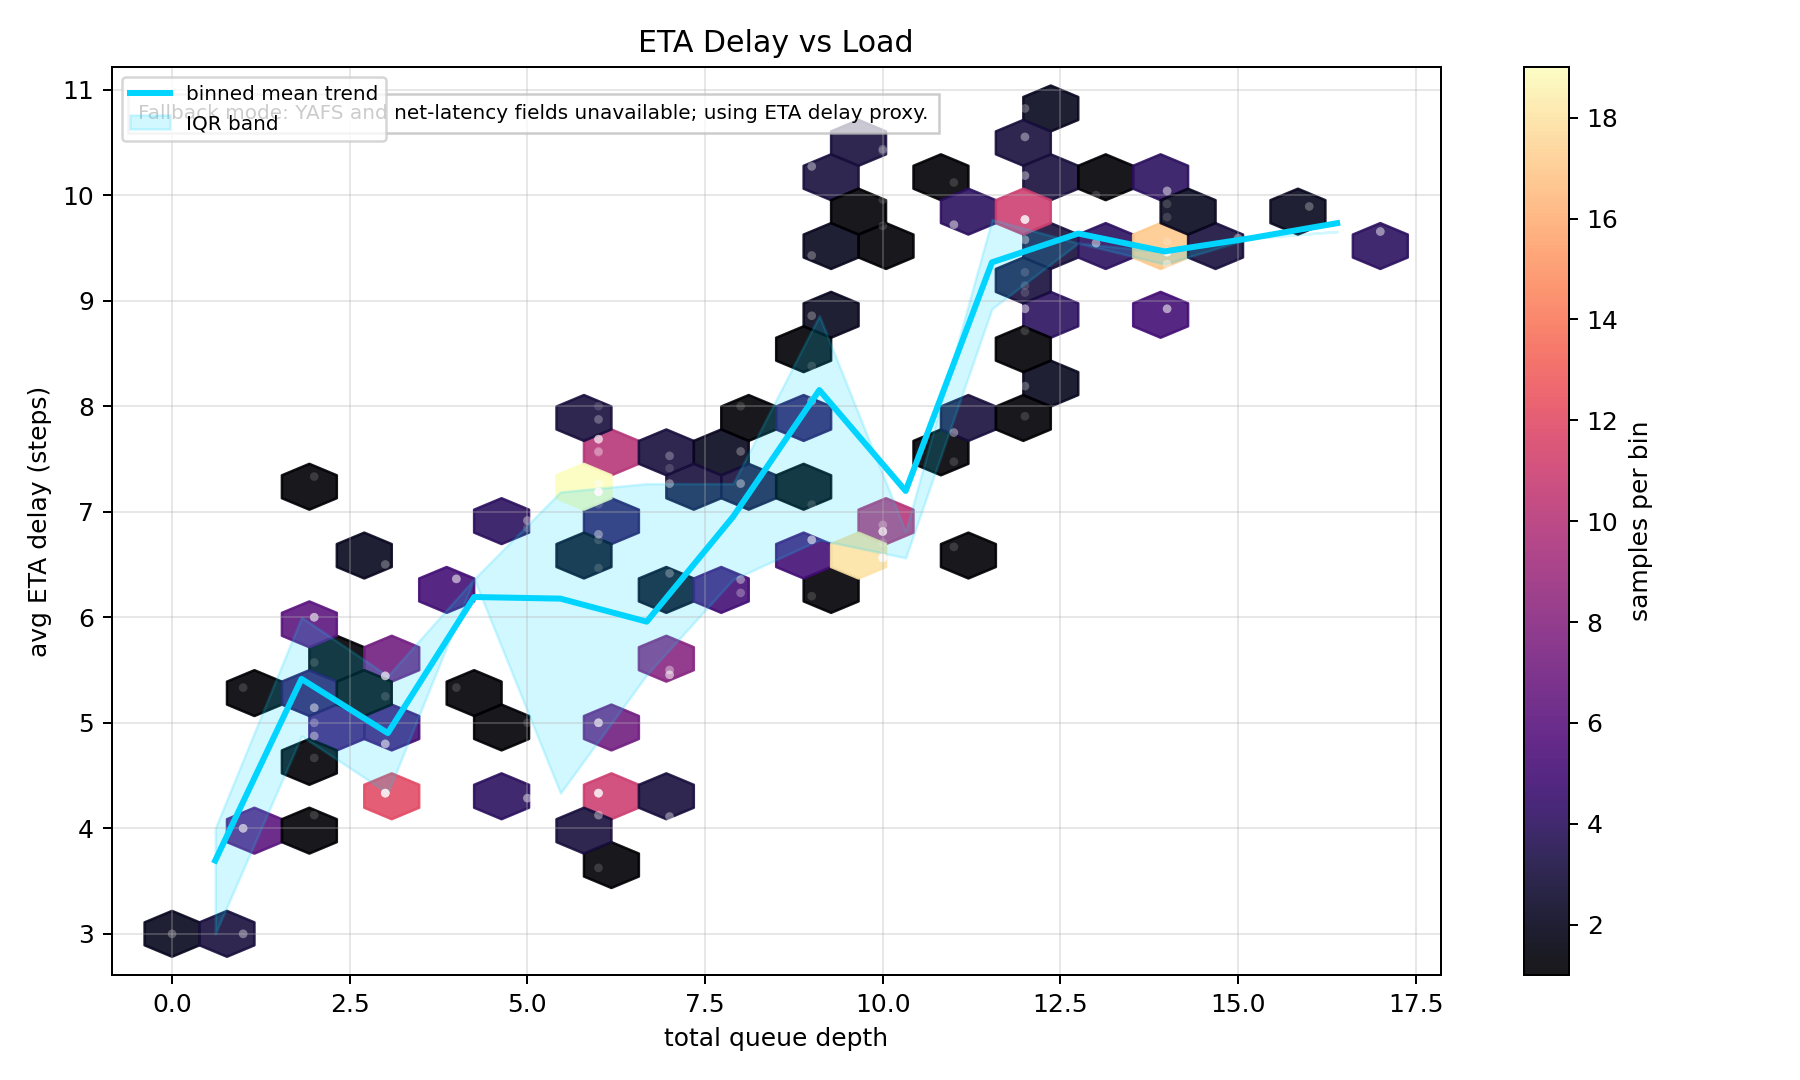 ETA Delay vs Load
binned mean trend
IQR band
Fallback mode: YAFS and net-latency fields unavailable; using ETA delay proxy.
11
10
9
8
7
6
5
4
3
avg ETA delay (steps)
0.0 2.5 5.0 7.5 10.0 12.5 15.0 17.5
total queue depth
18
16
14
12
10
8
6
4
2
samples per bin